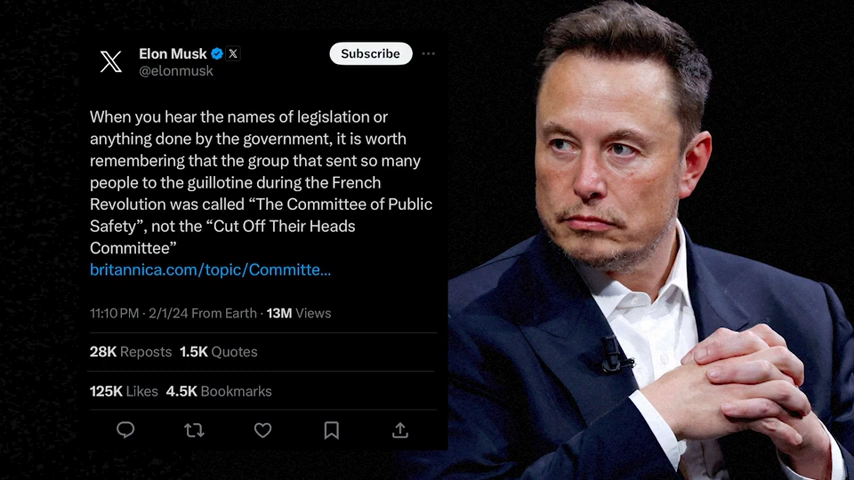 Elon Musk
Subscribe
@elonmusk
When you hear the names of legislation or
anything done by the government, it is worth
remembering that the group that sent so many
people to the guillotine during the French
Revolution was called “The Committee of Public
Safety”, not the “Cut Off Their Heads
Committee”
britannica.com/topic/Committe...
11:10 PM · 2/1/24 From Earth · 13M Views
28K Reposts 1.5K Quotes
125K Likes 4.5K Bookmarks